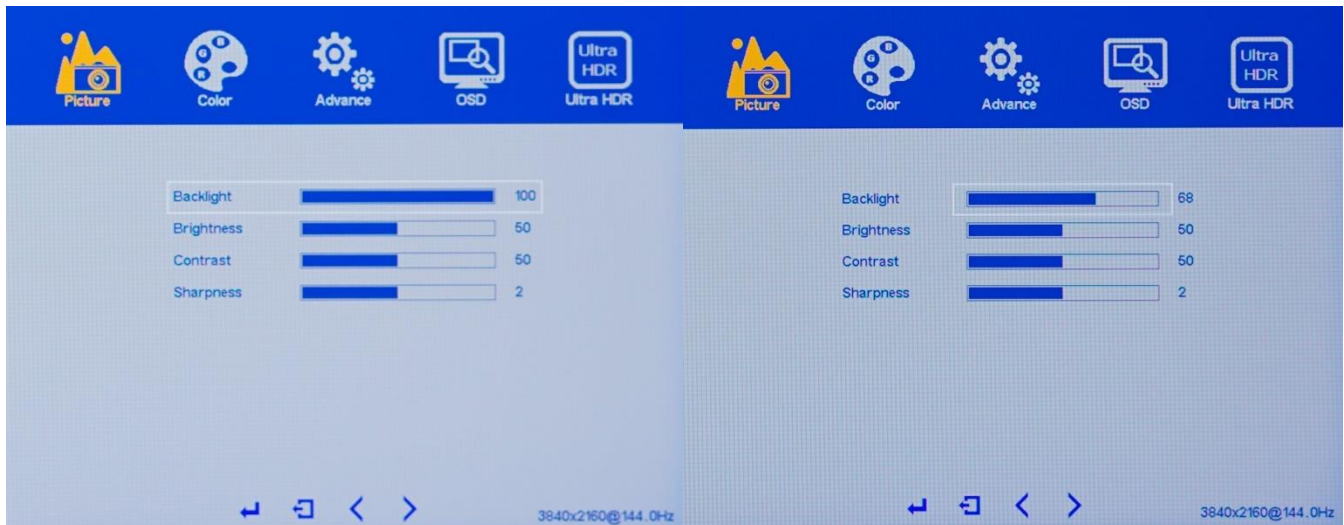 Ultra
HDR
Picture
Color
Advance
OSD
Ultra HDR
Backlight 100
Brightness 50
Contrast 50
Sharpness 2
3840x2160@144.0Hz
Ultra
HDR
Picture
Color
Advance
OSD
Ultra HDR
Backlight 68
Brightness 50
Contrast 50
Sharpness 2
3840x2160@144.0Hz